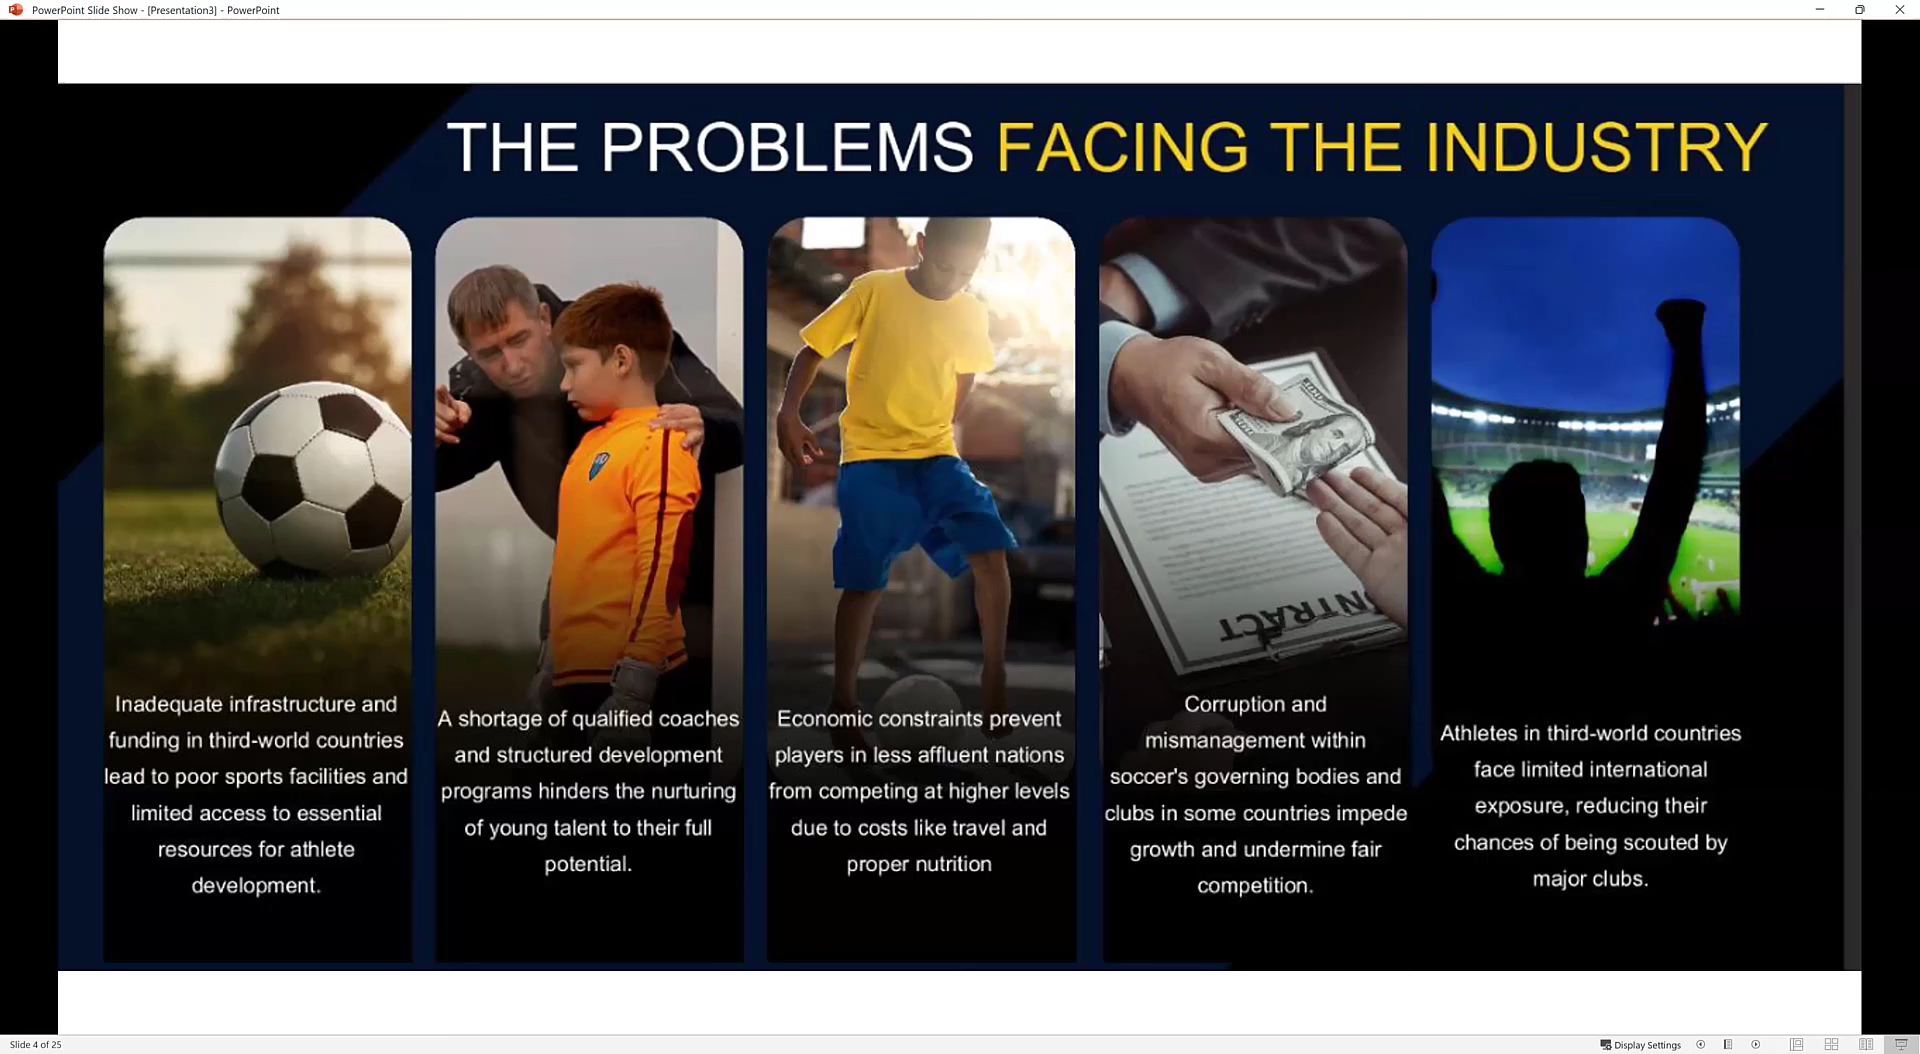 PowerPoint Slide Show - [Presentation3] - PowerPoint
THE PROBLEMS FACING THE INDUSTRY
Inadequate infrastructure and
funding in third-world countries
lead to poor sports facilities and
limited access to essential
resources for athlete
development.
A shortage of qualified coaches
and structured development
programs hinders the nurturing
of young talent to their full
potential.
Economic constraints prevent
players in less affluent nations
from competing at higher levels
due to costs like travel and
proper nutrition
CONTRACT
Corruption and
mismanagement within
soccer's governing bodies and
clubs in some countries impede
growth and undermine fair
competition.
Athletes in third-world countries
face limited international
exposure, reducing their
chances of being scouted by
major clubs.
Slide 4 of 25
Display Settings